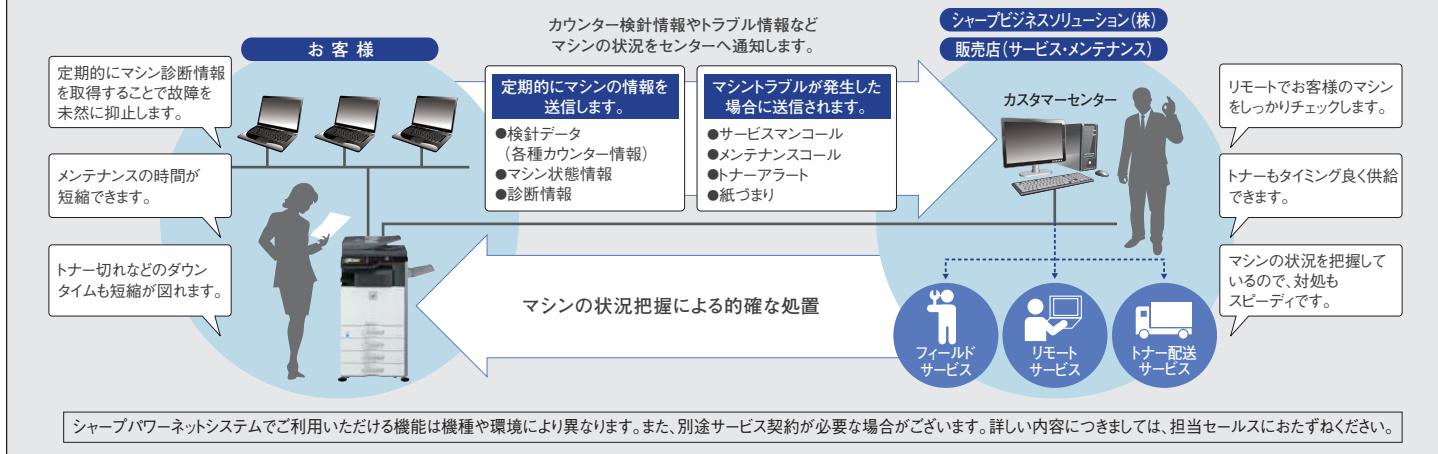 カウンター検針情報やトラブル情報など
マシンの状況をセンターへ通知します。
お客様
定期的にマシン診断情報
を取得することで故障を
未然に抑止します。
メンテナンスの時間が
短縮できます。
トナー切れなどのダウン
タイムも短縮が図れます。
定期的にマシンの情報を
送信します。
●検針データ
(各種カウンター情報)
●マシン状態情報
●診断情報
マシントラブルが発生した
場合に送信されます。
●サービスマンコール
●メンテナンスコール
●トナーアラート
●紙づまり
シャープビジネスソリューション(株)
販売店(サービス・メンテナンス)
カスタマーセンター
リモートでお客様のマシン
をしっかりチェックします。
トナーもタイミング良く供給
できます。
マシンの状況を把握して
いるので、対処も
スピーディです。
マシンの状況把握による的確な処置
フィールド
サービス
リモート
サービス
トナー配送
サービス
シャープパワーネットシステムでご利用いただける機能は機種や環境により異なります。また、別途サービス契約が必要な場合がございます。詳しい内容につきましては、担当セールスにおたずねください。